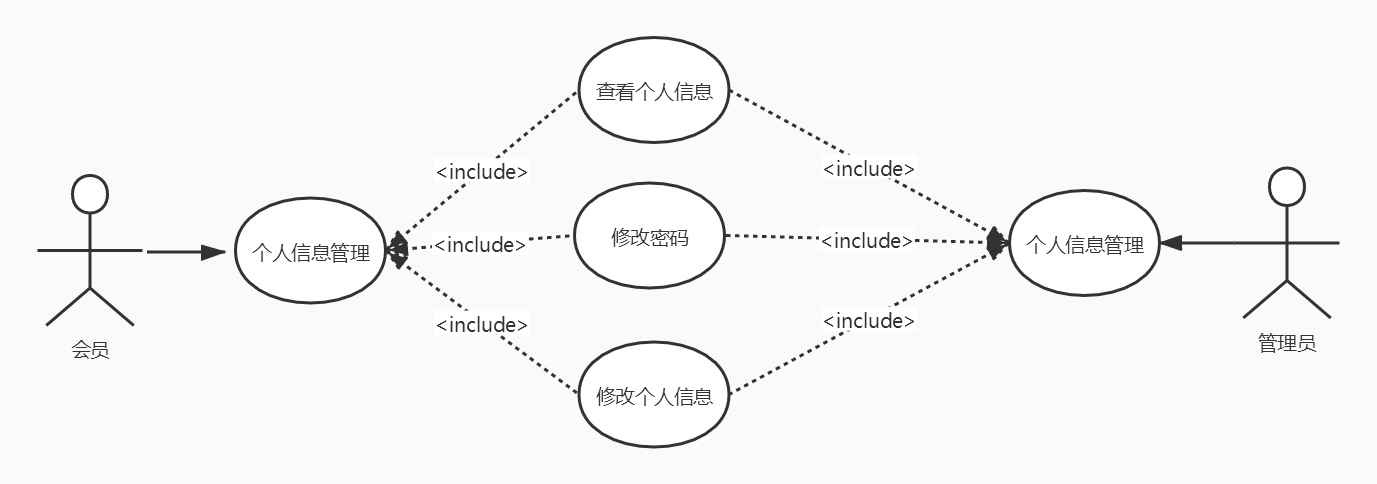 查看个人信息
<include>
<include>
个人信息管理
<include>
修改密码
<include>
个人信息管理
<include>
<include>
会员
管理员
修改个人信息